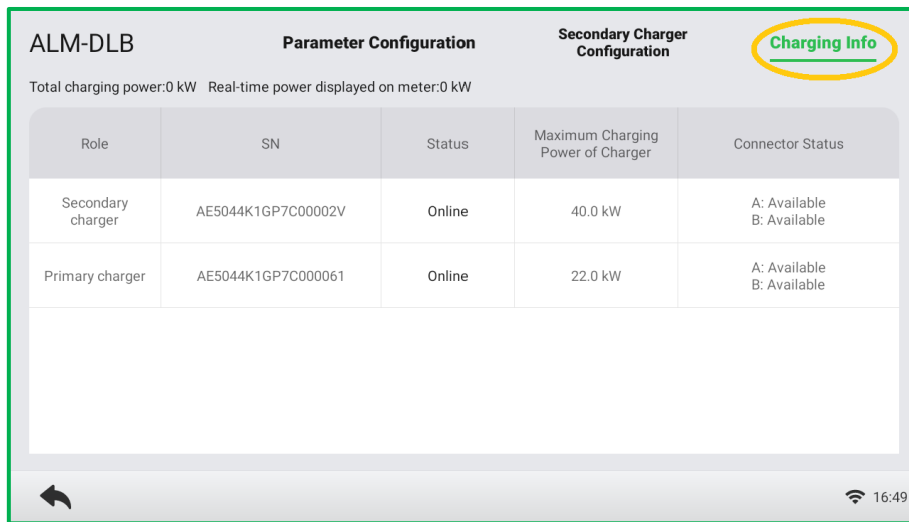 ALM-DLB
Parameter Configuration
Secondary Charger
Configuration
Charging Info
Total charging power:0 kW Real-time power displayed on meter:0 kW
Role
SN
Status
Maximum Charging
Power of Charger
Connector Status
Secondary
charger
AE5044K1GP7C00002V
Online
40.0 kW
A: Available
B: Available
Primary charger
AE5044K1GP7C000061
Online
22.0 kW
A: Available
B: Available
16:49